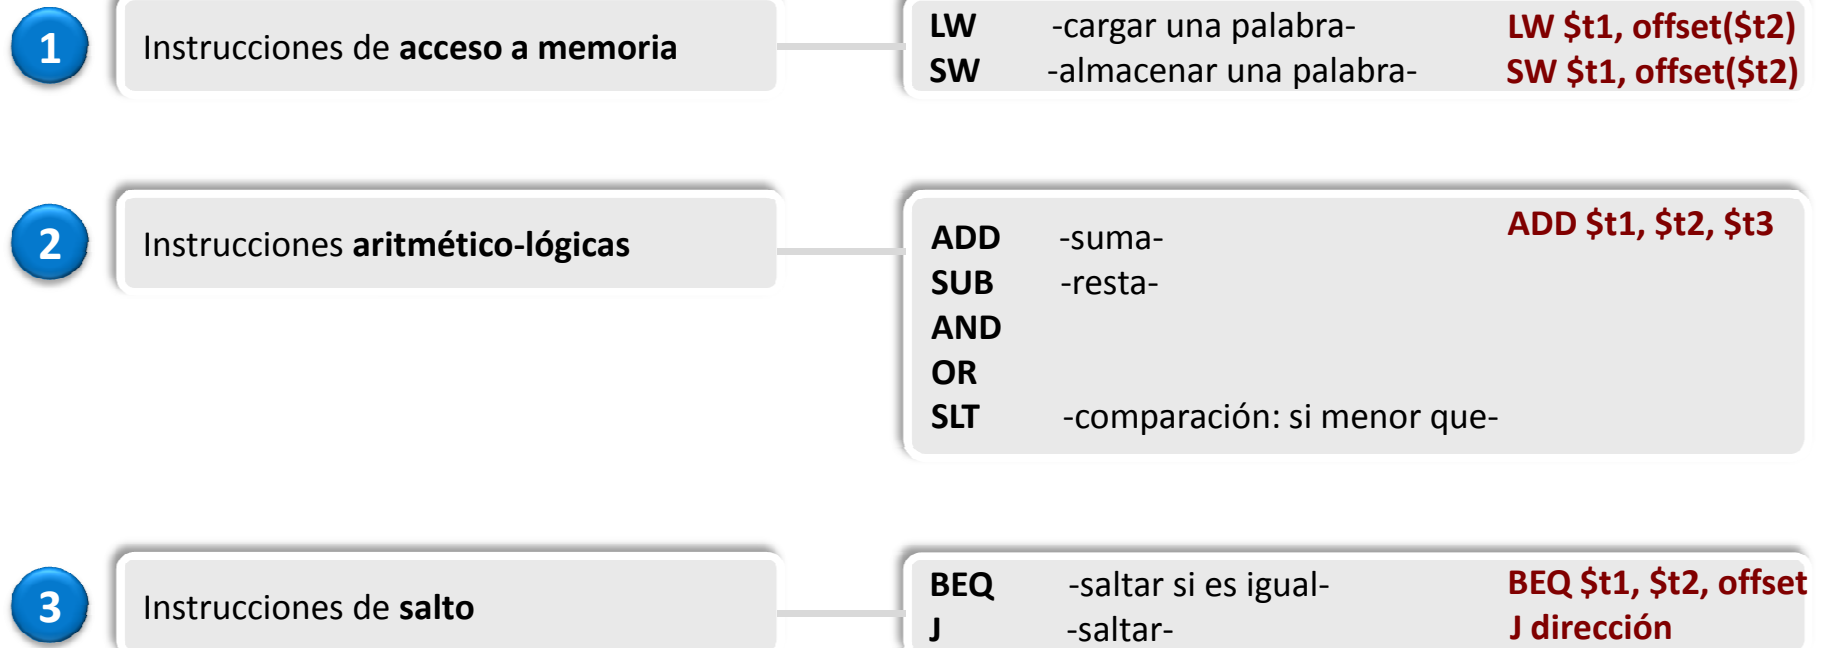 1
Instrucciones de acceso a memoria
LW -cargar una palabra- LW $t1, offset($t2)
SW -almacenar una palabra- SW $t1, offset($t2)
2
Instrucciones aritmético-lógicas
ADD -suma- ADD $t1, $t2, $t3
SUB -resta-
AND
OR
SLT -comparación: si menor que-
3
Instrucciones de salto
BEQ -saltar si es igual- BEQ $t1, $t2, offset
J -saltar- J dirección